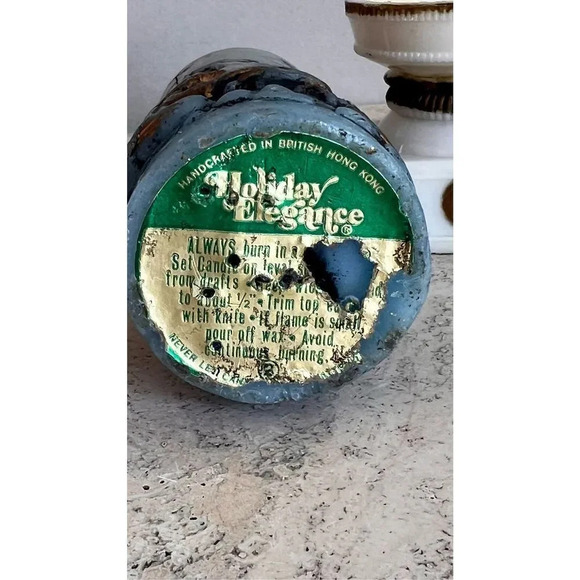 HANDCRAFTED IN BRITISH HONG KONG
Holiday
Elegance®
ALWAYS burn in a
Set Candle on level
from drafts
to about ½" • Trim top
with knife • If flame is small,
pour off wax • Avoid
continuous burning.
NEVER